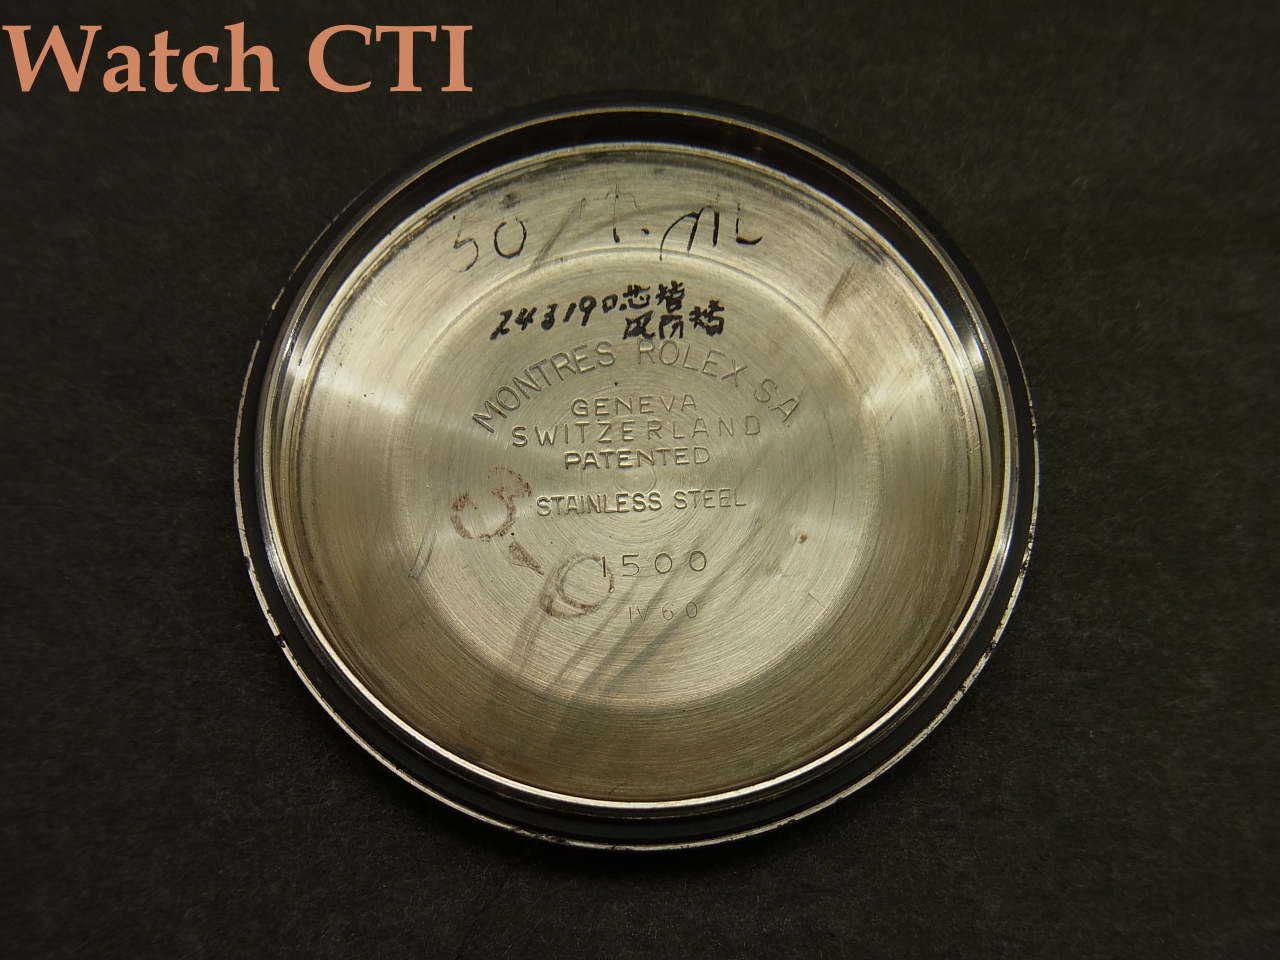 Watch CTI
50
243190
MONTRES ROLEX SA
GENEVA
SWITZERLAND
PATENTED
STAINLESS STEEL
1500
IV 60